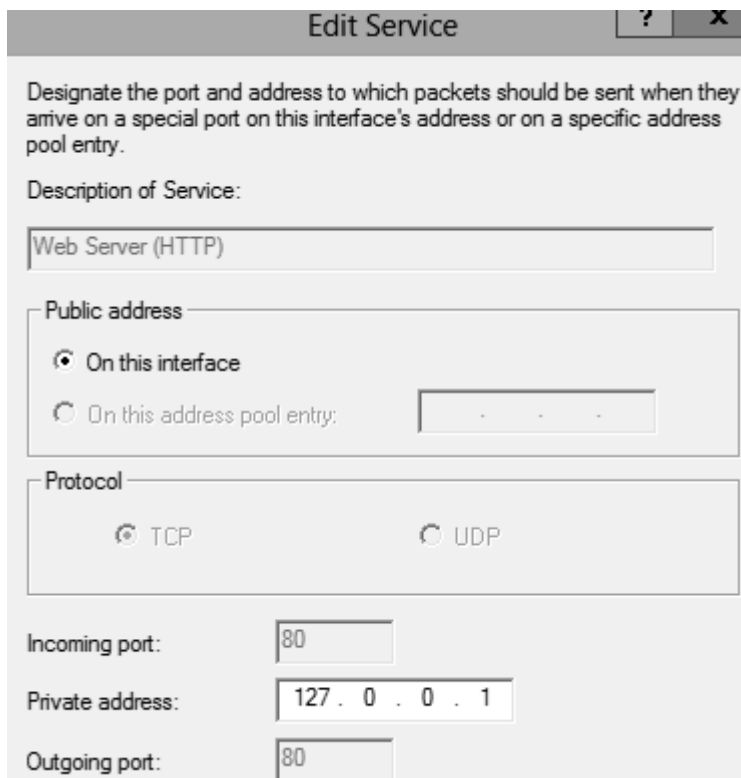 Edit Service ? x
Designate the port and address to which packets should be sent when they
arrive on a special port on this interface's address or on a specific address
pool entry.
Description of Service:
Web Server (HTTP)
Public address
On this interface
On this address pool entry: . . .
Protocol
TCP UDP
Incoming port: 80
Private address: 127 . 0 . 0 . 1
Outgoing port: 80